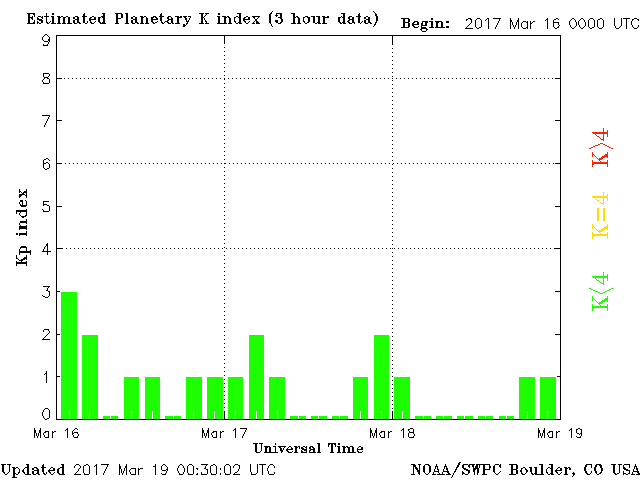 Estimated Planetary K index (3 hour data) Begin: 2017 Mar 16 0000 UTC
9
8
7
6
5
4
3
2
1
0
Kp index
K>4
K=4
K<4
Mar 16 Mar 17 Mar 18 Mar 19
Universal Time
Updated 2017 Mar 19 00:30:02 UTC NOAA/SWPC Boulder, CO USA